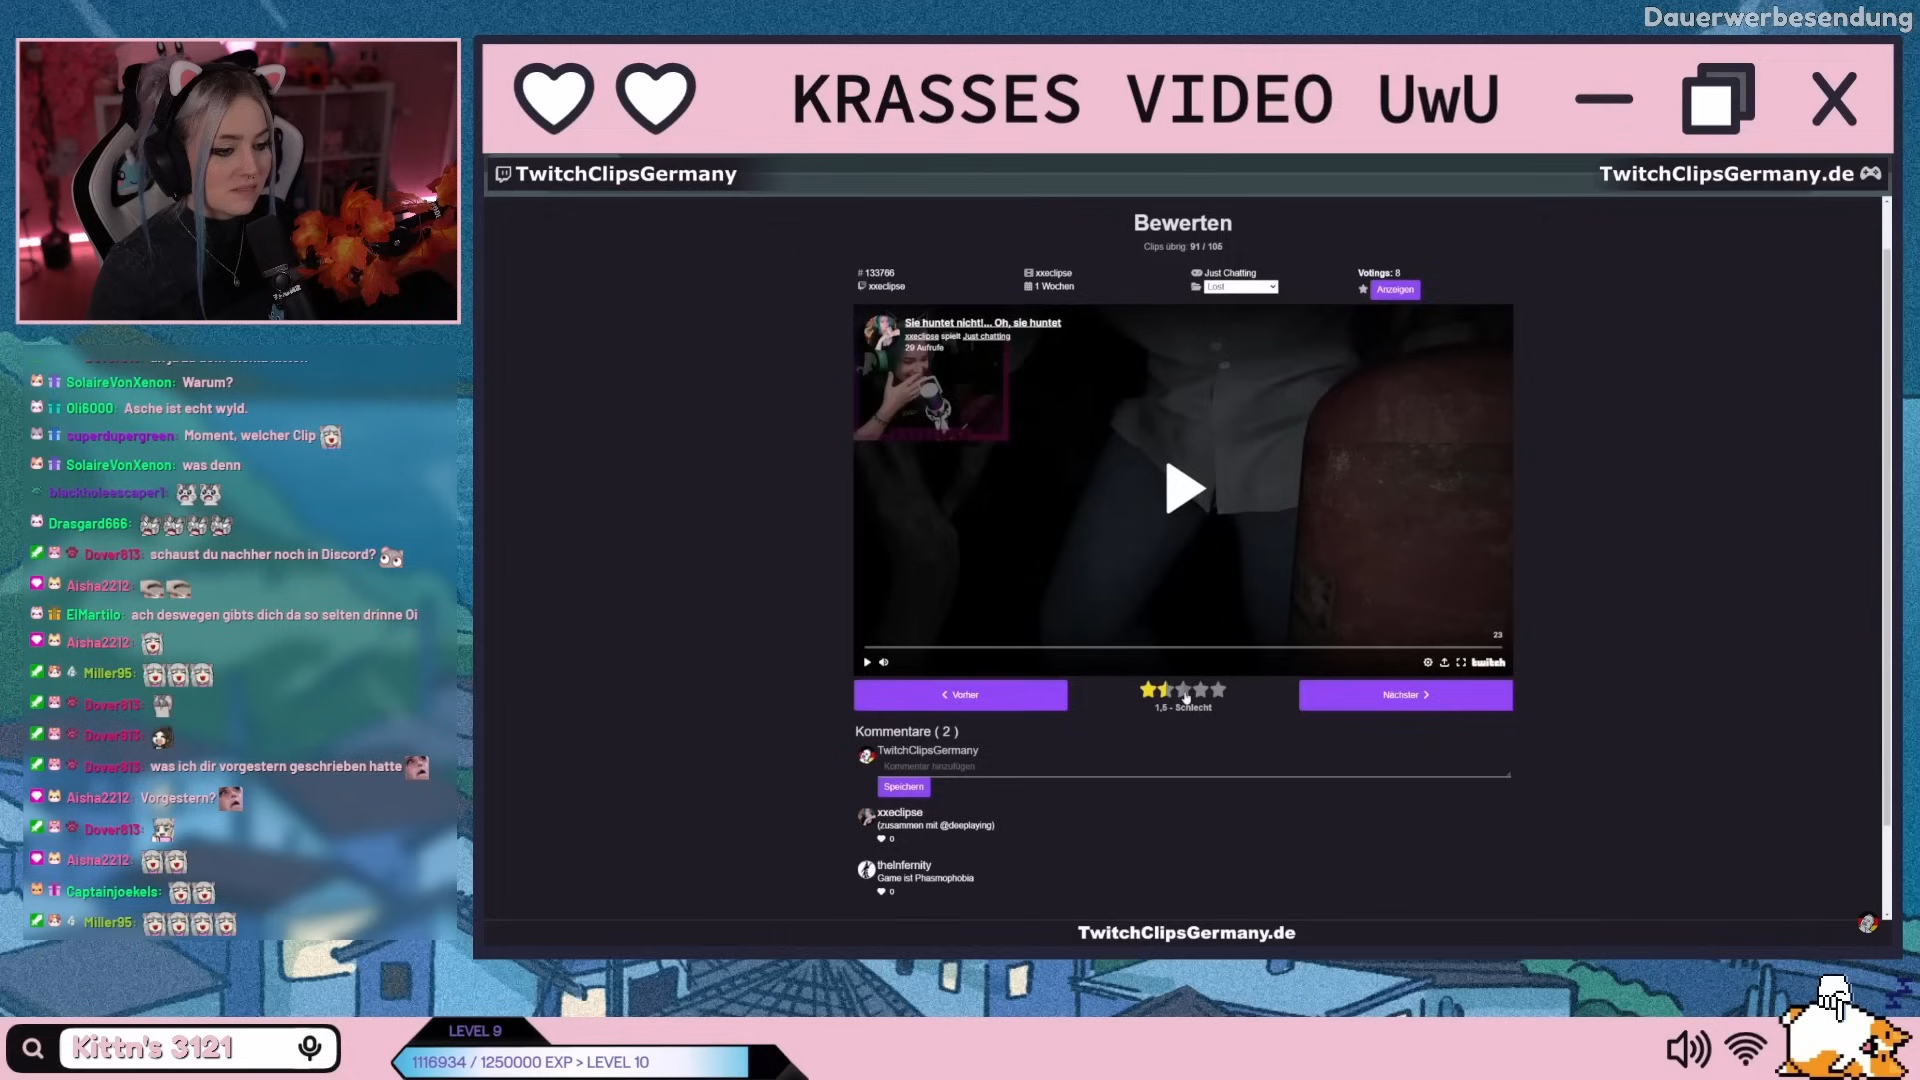 Dauerwerbesendung
KRASSES VIDEO UwU
TwitchClipsGermany
TwitchClipsGermany.de
Bewerten
Clips übrig: 91 / 105
# 133766
xxeclipse
xxeclipse
1 Wochen
Just Chatting
Lost
Votings: 8
Anzeigen
Sie huntet nicht!... Oh, sie huntet
xxeclipse spielt Just chatting
29 Aufrufe
23
twitch
Vorher
1,5 - Schlecht
Nächster
Kommentare ( 2 )
TwitchClipsGermany
Kommentar hinzufügen
Speichern
xxeclipse
(zusammen mit @deeplaying)
0
theInfernity
Game ist Phasmophobia
0
TwitchClipsGermany.de
SolaireVonXenon: Warum?
Oli6000: Asche ist echt wyld.
superdupergreen: Moment, welcher Clip
SolaireVonXenon: was denn
blackholeescaper1:
Drasgard666:
Dover813: schaust du nachher noch in Discord?
Aisha2212:
ElMartilo: ach deswegen gibts dich da so selten drinne Oi
Aisha2212:
Miller95:
Dover813:
Dover813:
Dover813: was ich dir vorgestern geschrieben hatte
Aisha2212: Vorgestern?
Dover813:
Aisha2212:
Captainjoekels:
Miller95:
Kittn's 3121
LEVEL 9
1116934 / 1250000 EXP > LEVEL 10